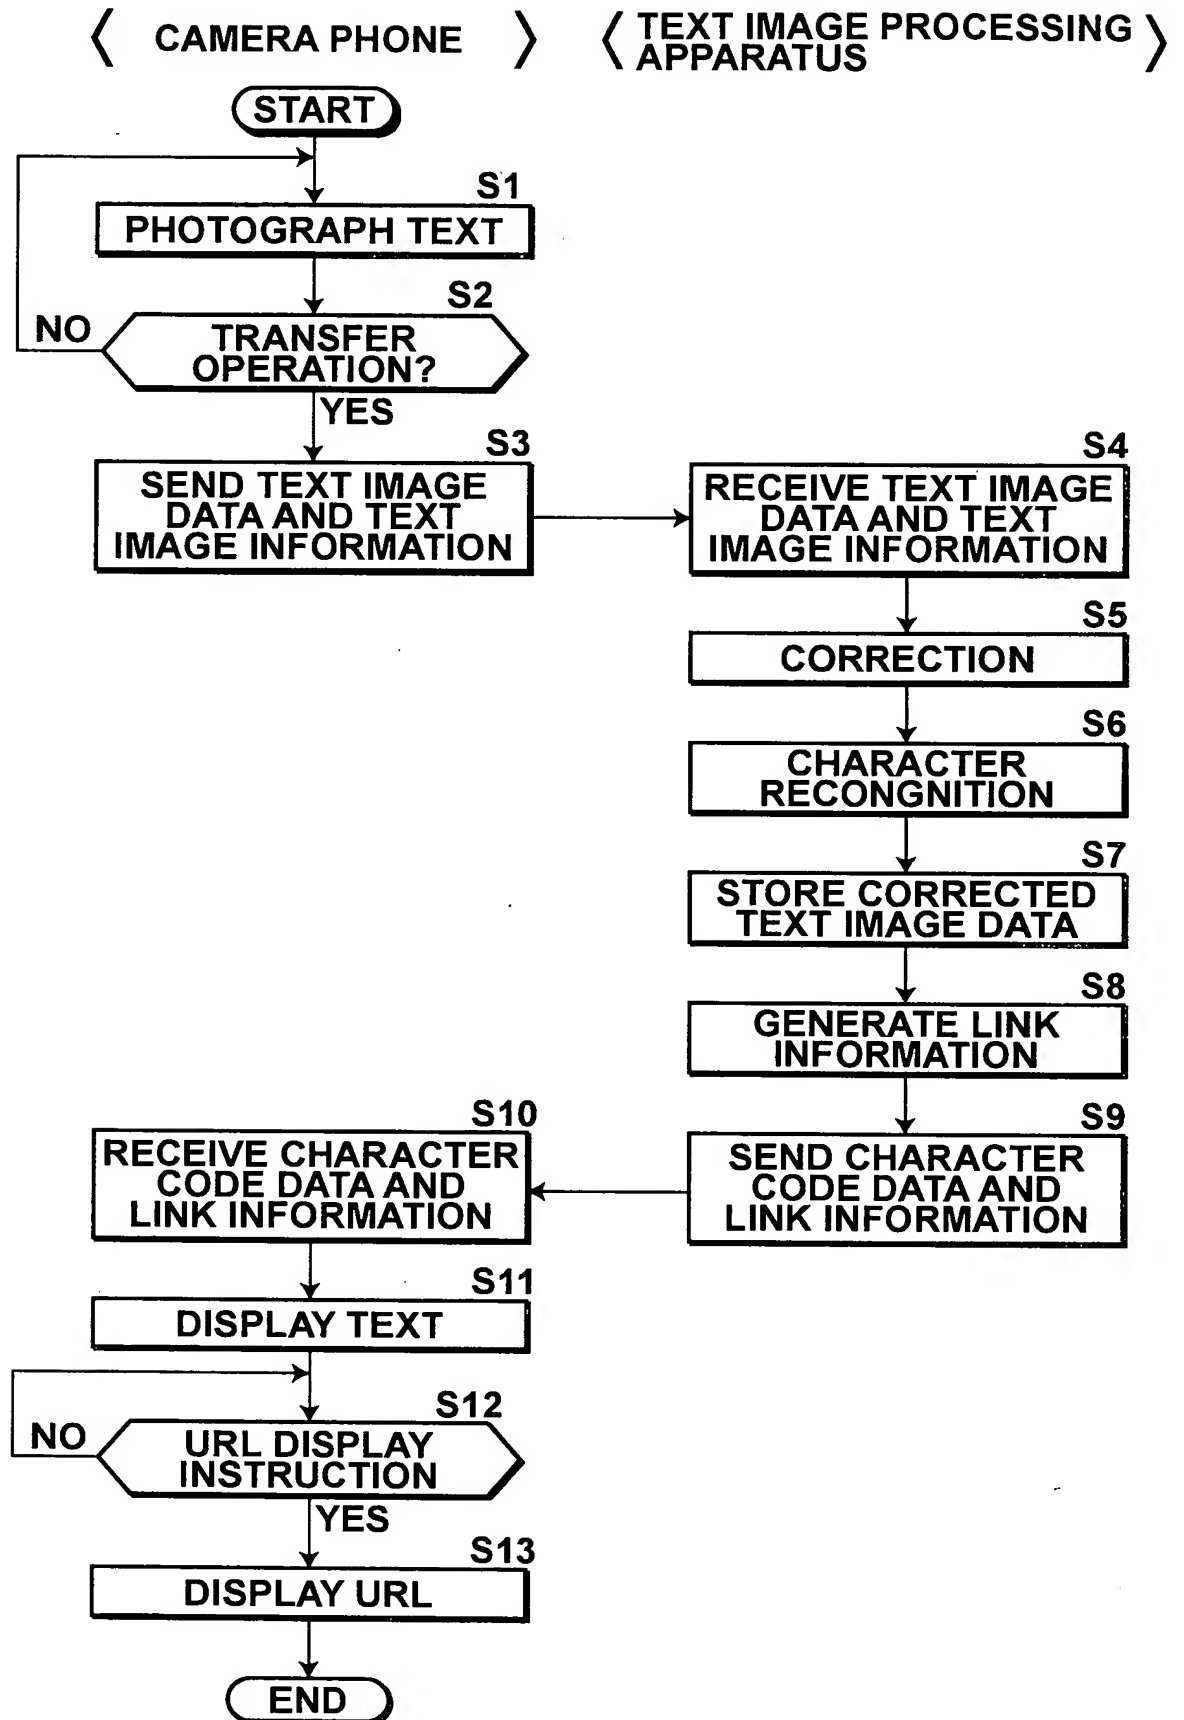 〈 CAMERA PHONE 〉
〈 TEXT IMAGE PROCESSING
APPARATUS 〉
START
S1
PHOTOGRAPH TEXT
S2
NO
TRANSFER
OPERATION?
YES
S3
SEND TEXT IMAGE
DATA AND TEXT
IMAGE INFORMATION
S4
RECEIVE TEXT IMAGE
DATA AND TEXT
IMAGE INFORMATION
S5
CORRECTION
S6
CHARACTER
RECONGNITION
S7
STORE CORRECTED
TEXT IMAGE DATA
S8
GENERATE LINK
INFORMATION
S9
SEND CHARACTER
CODE DATA AND
LINK INFORMATION
S10
RECEIVE CHARACTER
CODE DATA AND
LINK INFORMATION
S11
DISPLAY TEXT
S12
NO
URL DISPLAY
INSTRUCTION
YES
S13
DISPLAY URL
END